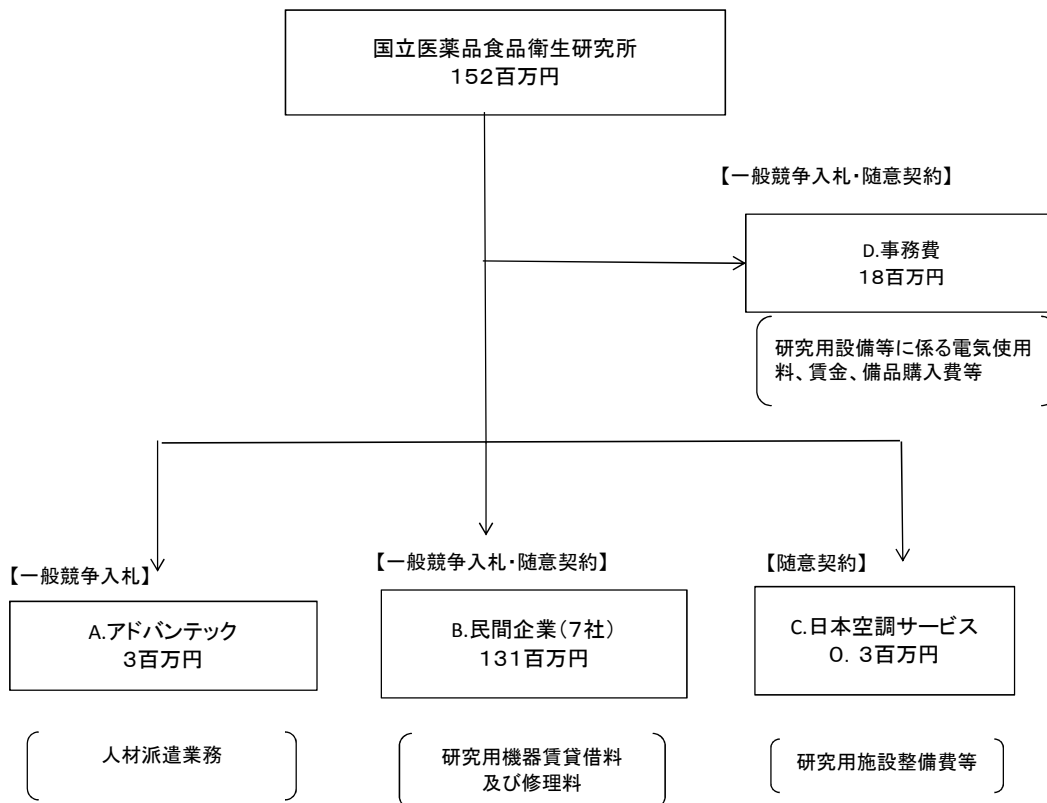 国立医薬品食品衛生研究所
152百万円
【一般競争入札・随意契約】
D.事務費
18百万円
研究用設備等に係る電気使用
料、賃金、備品購入費等
【一般競争入札】
A.アドバンテック
3百万円
人材派遣業務
【一般競争入札・随意契約】
B.民間企業(7社)
131百万円
研究用機器賃貸借料
及び修理料
【随意契約】
C.日本空調サービス
0.3百万円
研究用施設整備費等